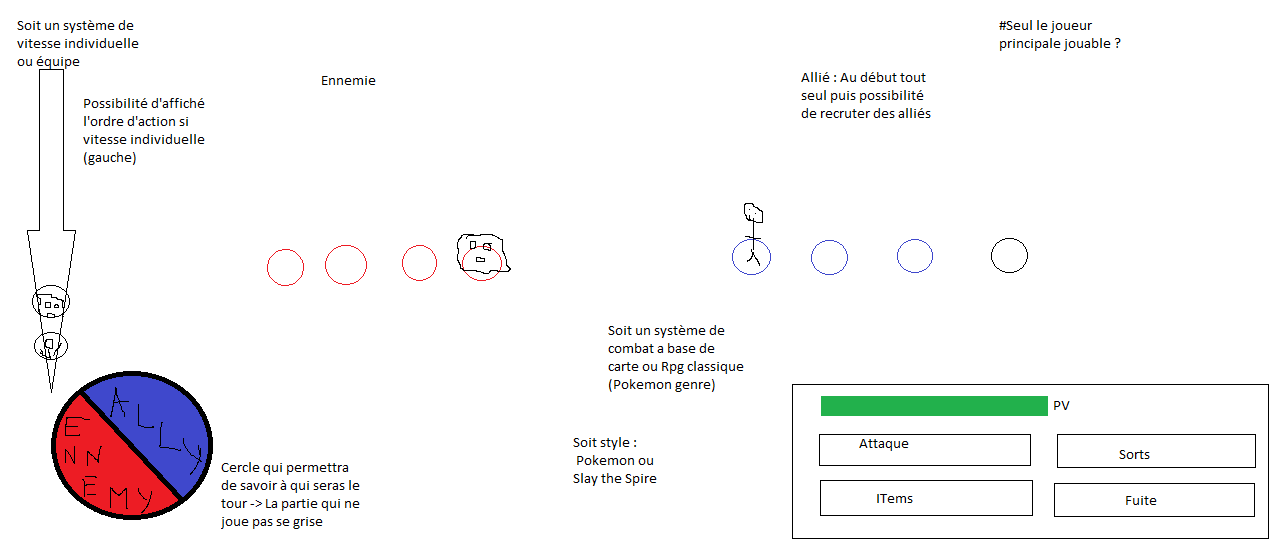 Soit un système de
vitesse individuelle
ou équipe
Possibilité d'affiché
l'ordre d'action si
vitesse individuelle
(gauche)
Ennemie
Allié : Au début tout
seul puis possibilité
de recruter des alliés
#Seul le joueur
principale jouable ?
Soit un système de
combat a base de
carte ou Rpg classique
(Pokemon genre)
Soit style :
Pokemon ou
Slay the Spire
ALLY
ENNEMY
Cercle qui permettra
de savoir à qui seras le
tour -> La partie qui ne
joue pas se grise
PV
Attaque
Sorts
ITems
Fuite